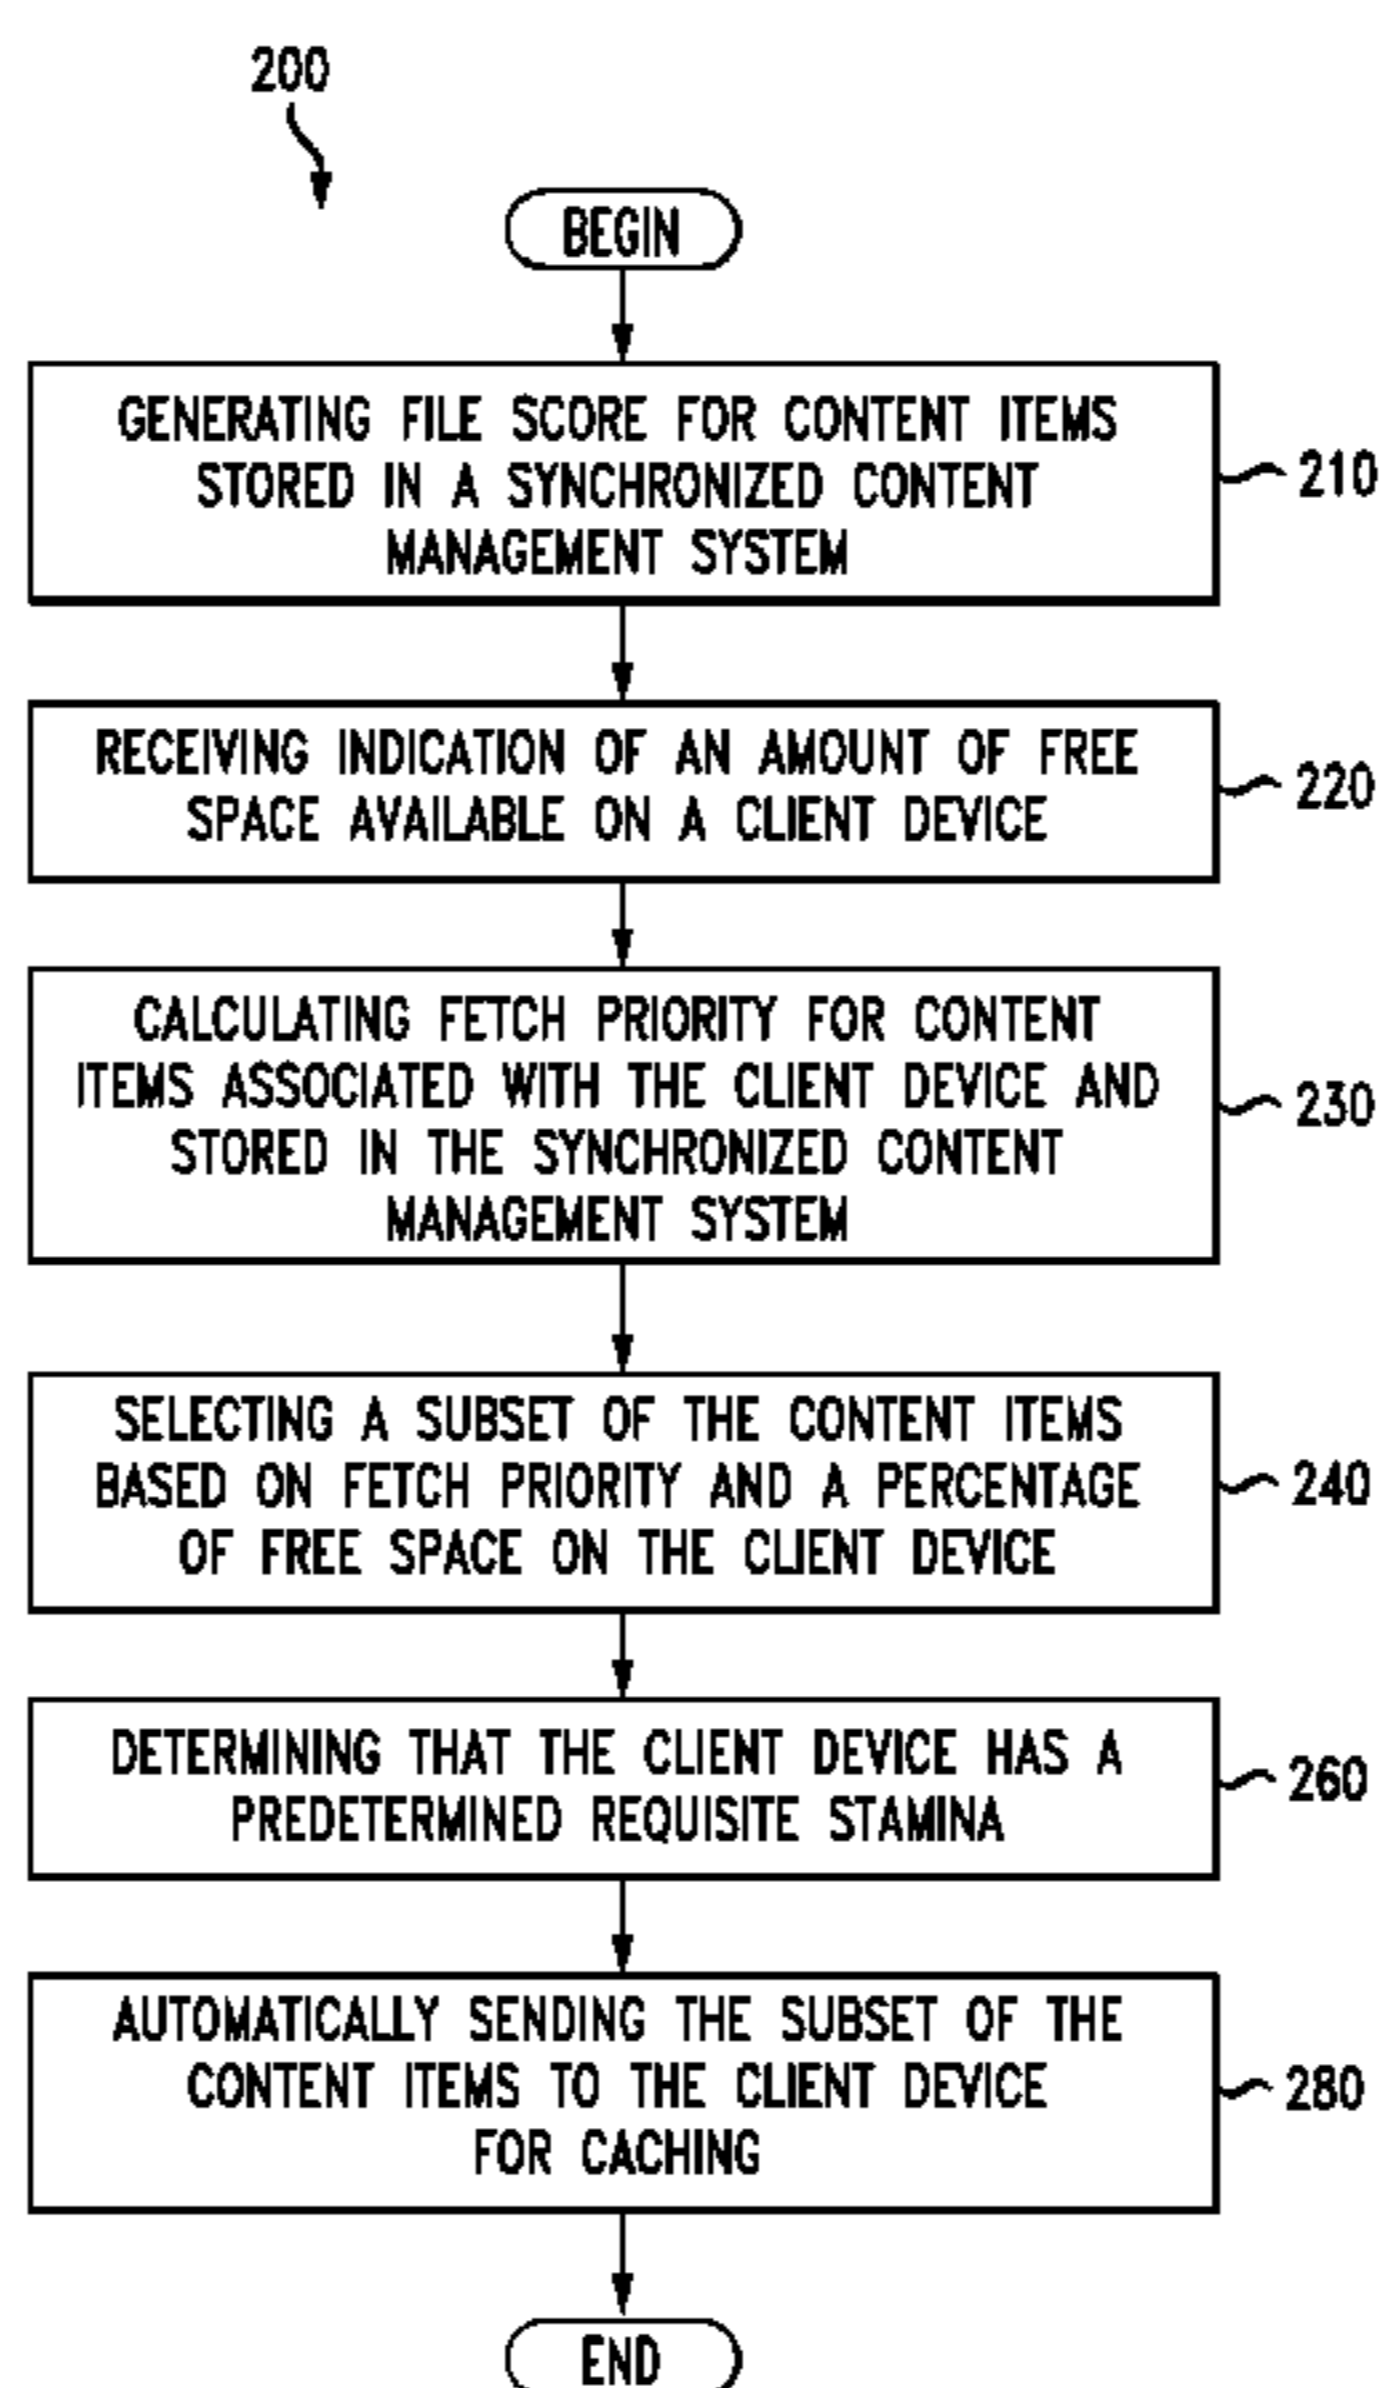 200
BEGIN
GENERATING FILE SCORE FOR CONTENT ITEMS
STORED IN A SYNCHRONIZED CONTENT
MANAGEMENT SYSTEM
210
RECEIVING INDICATION OF AN AMOUNT OF FREE
SPACE AVAILABLE ON A CLIENT DEVICE
220
CALCULATING FETCH PRIORITY FOR CONTENT
ITEMS ASSOCIATED WITH THE CLIENT DEVICE AND
STORED IN THE SYNCHRONIZED CONTENT
MANAGEMENT SYSTEM
230
SELECTING A SUBSET OF THE CONTENT ITEMS
BASED ON FETCH PRIORITY AND A PERCENTAGE
OF FREE SPACE ON THE CLIENT DEVICE
240
DETERMINING THAT THE CLIENT DEVICE HAS A
PREDETERMINED REQUISITE STAMINA
260
AUTOMATICALLY SENDING THE SUBSET OF THE
CONTENT ITEMS TO THE CLIENT DEVICE
FOR CACHING
280
END